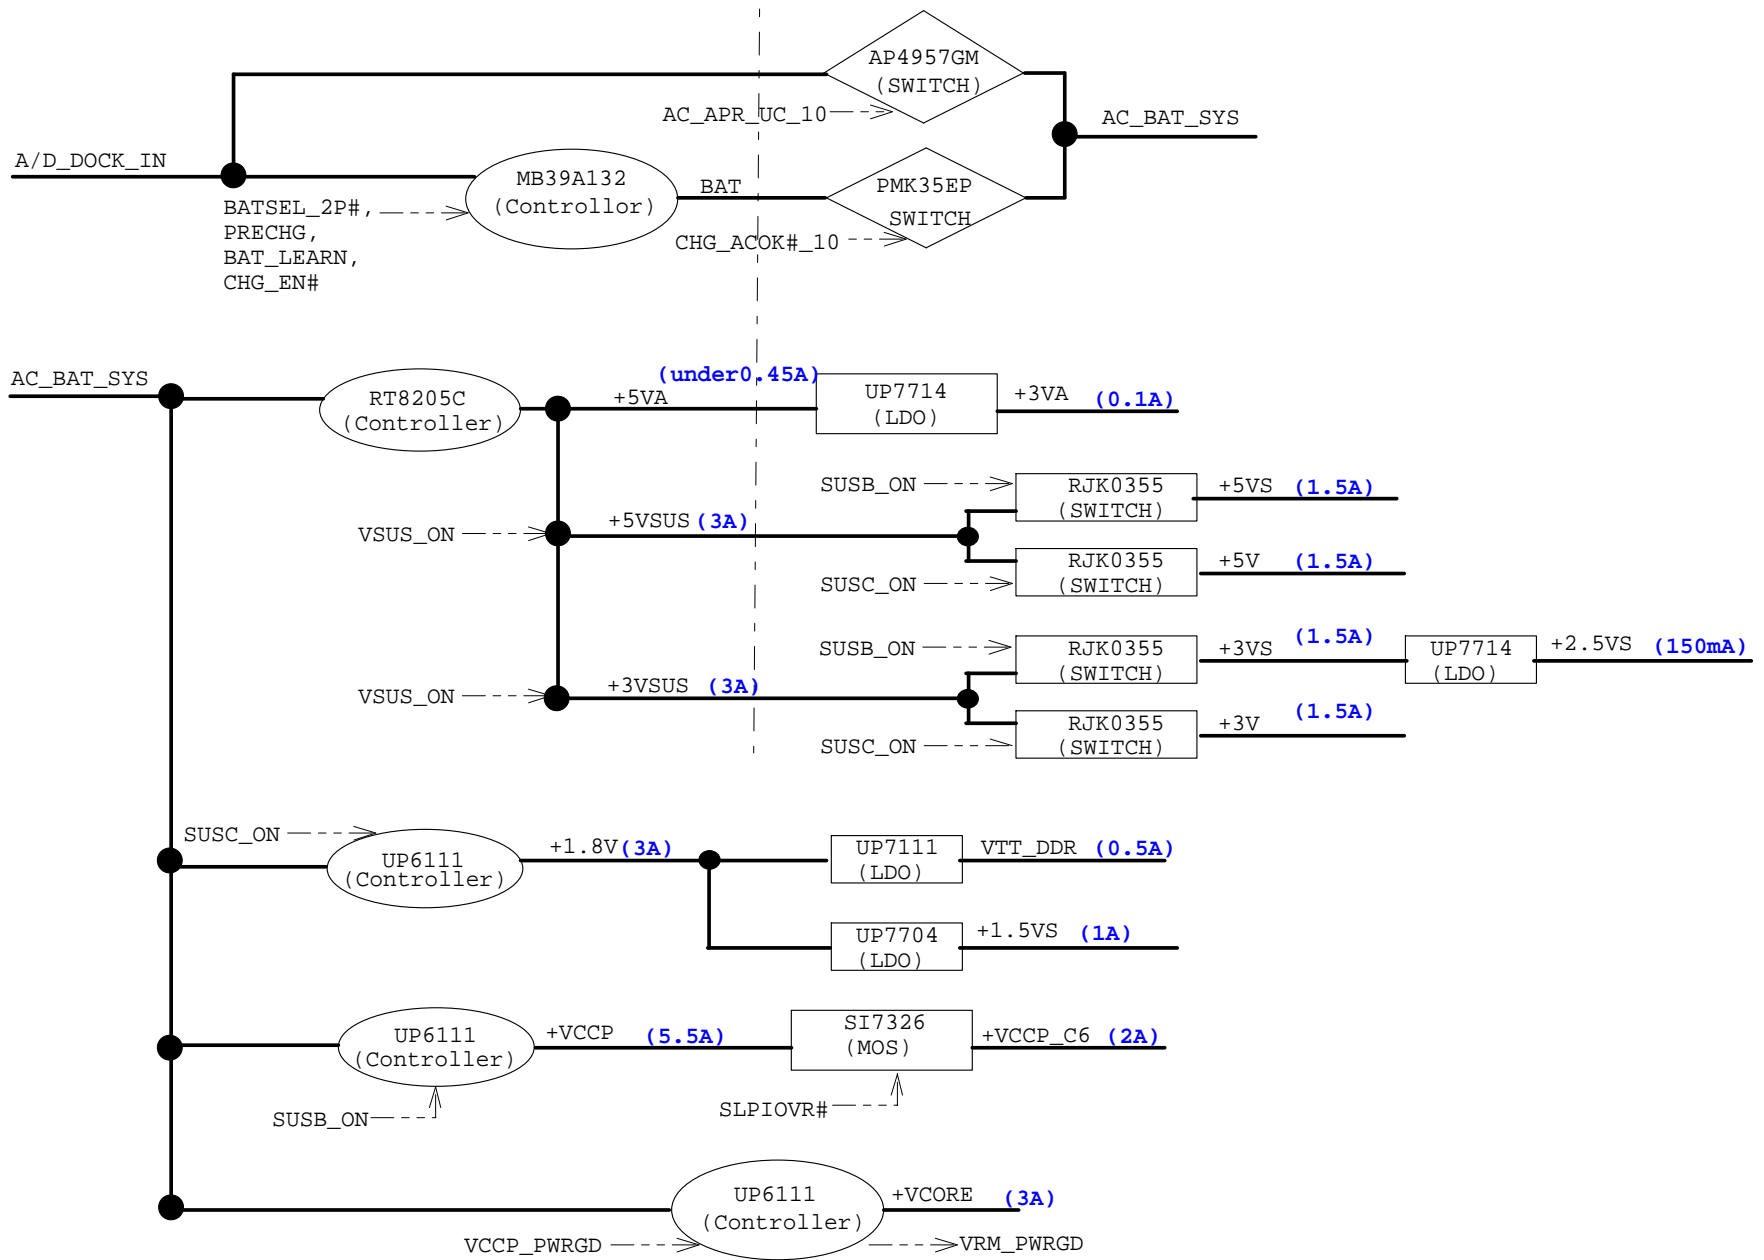 AP4957GM
(SWITCH)
AC_APR_UC_10
AC_BAT_SYS
A/D_DOCK_IN
MB39A132
(Controllor)
BAT
PMK35EP
SWITCH
BATSEL_2P#,
PRECHG,
BAT_LEARN,
CHG_EN#
CHG_ACOK#_10
AC_BAT_SYS
RT8205C
(Controller)
(under0.45A)
+5VA
UP7714
(LDO)
+3VA (0.1A)
SUSB_ON
RJK0355
(SWITCH)
+5VS (1.5A)
VSUS_ON
+5VSUS (3A)
RJK0355
(SWITCH)
+5V (1.5A)
SUSC_ON
SUSB_ON
RJK0355
(SWITCH)
+3VS (1.5A)
UP7714
(LDO)
+2.5VS (150mA)
VSUS_ON
+3VSUS (3A)
RJK0355
(SWITCH)
+3V (1.5A)
SUSC_ON
SUSC_ON
UP6111
(Controller)
+1.8V(3A)
UP7111
(LDO)
VTT_DDR (0.5A)
UP7704
(LDO)
+1.5VS (1A)
UP6111
(Controller)
+VCCP (5.5A)
SI7326
(MOS)
+VCCP_C6 (2A)
SUSB_ON
SLPIOVR#
UP6111
(Controller)
+VCORE (3A)
VCCP_PWRGD
VRM_PWRGD